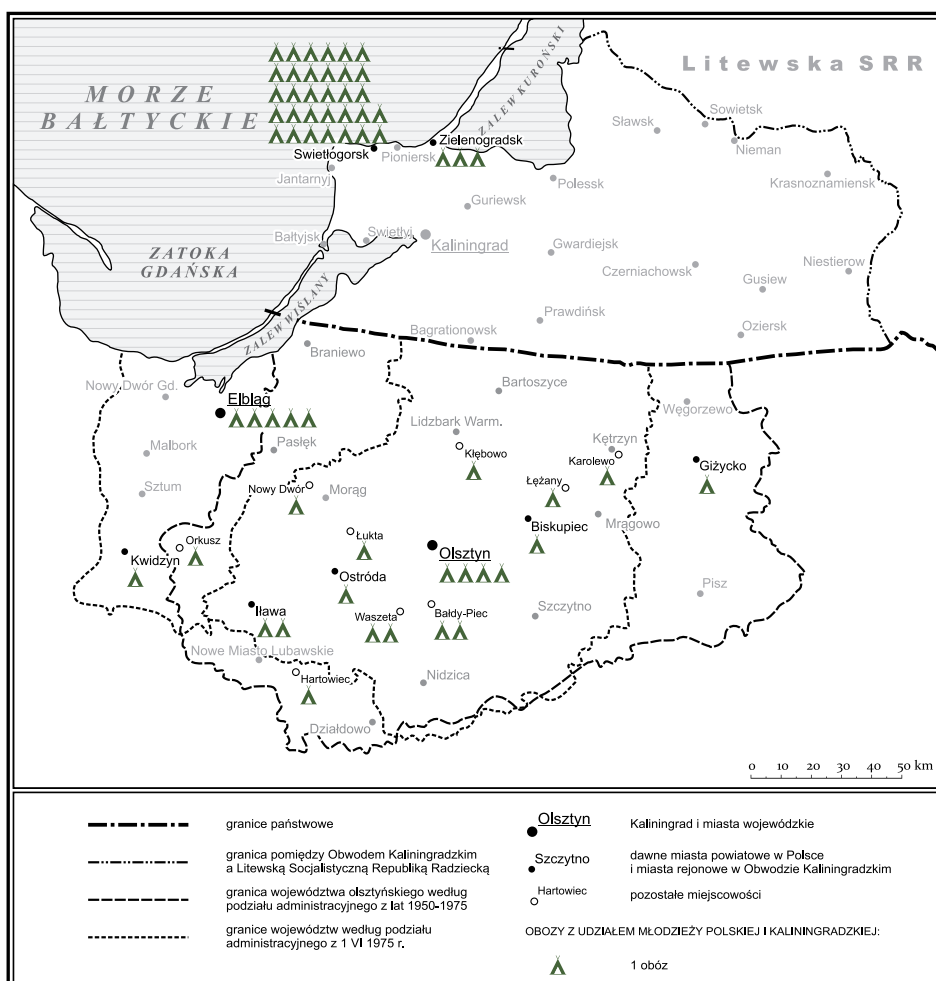 Litewska SRR
MORZE
BAŁTYCKIE
ZALEW KUROŃSKI
Sowietsk
Sławsk
Nieman
Swietłogorsk
Pioniersk
Zielenogradsk
Jantarnyj
Polessk
Krasnoznamiensk
Guriewsk
Bałtyjsk
Swietłyj
Kaliningrad
ZATOKA
GDAŃSKA
Gwardiejsk
Czerniachowsk
Niestierow
Gusiew
ZALEW WIŚLANY
Prawdińsk
Oziersk
Bagrationowsk
Braniewo
Nowy Dwór Gd.
Elbląg
Bartoszyce
Węgorzewo
Lidzbark Warm.
Malbork
Pasłęk
Kętrzyn
Kłębowo
Karolewo
Giżycko
Sztum
Nowy Dwór
Morąg
Łężany
Mrągowo
Biskupiec
Orkusz
Kwidzyn
Łukta
Olsztyn
Ostróda
Pisz
Iława
Waszeta
Bałdy-Piec
Szczytno
Nowe Miasto Lubawskie
Hartowiec
Nidzica
Działdowo
0 10 20 30 40 50 km
granice państwowe
granica pomiędzy Obwodem Kaliningradzkim
a Litewską Socjalistyczną Republiką Radziecką
granica województwa olsztyńskiego według
podziału administracyjnego z lat 1950-1975
granice województw według podziału
administracyjnego z 1 VI 1975 r.
Olsztyn
Kaliningrad i miasta wojewódzkie
Szczytno
dawne miasta powiatowe w Polsce
i miasta rejonowe w Obwodzie Kaliningradzkim
Hartowiec
pozostałe miejscowości
OBOZY Z UDZIAŁEM MŁODZIEŻY POLSKIEJ I KALININGRADZKIEJ:
1 obóz